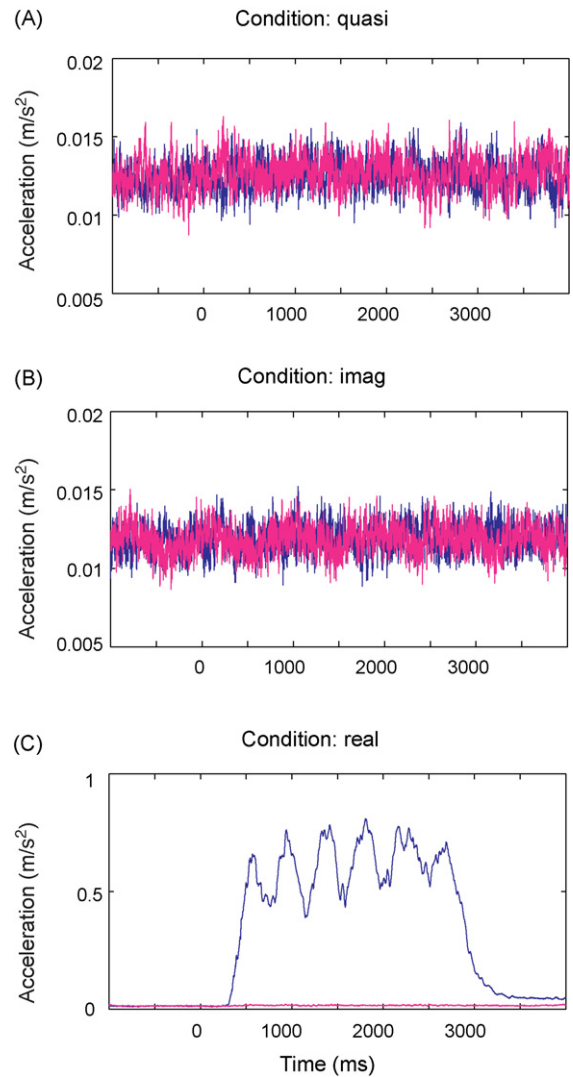 (A) Condition: quasi
0.02
0.015
0.01
0.005
Acceleration (m/s²)
0 1000 2000 3000
(B) Condition: imag
0.02
0.015
0.01
0.005
Acceleration (m/s²)
0 1000 2000 3000
(C) Condition: real
1
0.5
0
Acceleration (m/s²)
0 1000 2000 3000
Time (ms)